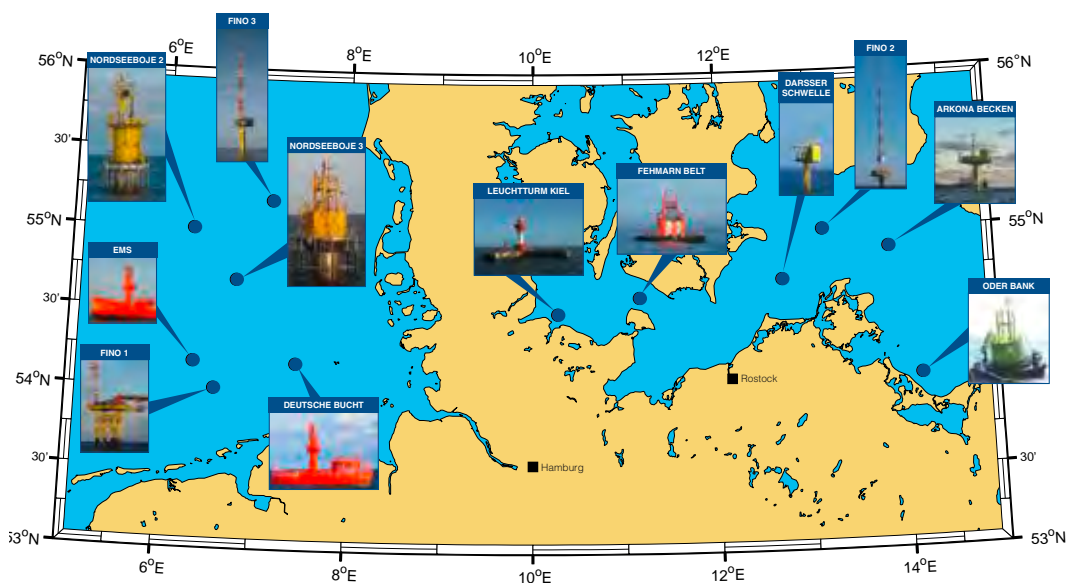 FINO 3
FINO 2
6°E
8°E
10°E
12°E
56°N
56°N
NORDSEEBOJE 2
DARSSER
SCHWELLE
ARKONA BECKEN
30'
30'
NORDSEEBOJE 3
FEHMARN BELT
LEUCHTTURM KIEL
55°N
55°N
EMS
ODER BANK
30'
30'
FINO 1
54°N
54°N
Rostock
DEUTSCHE BUCHT
Hamburg
30'
30'
53°N
53°N
6°E
8°E
10°E
12°E
14°E